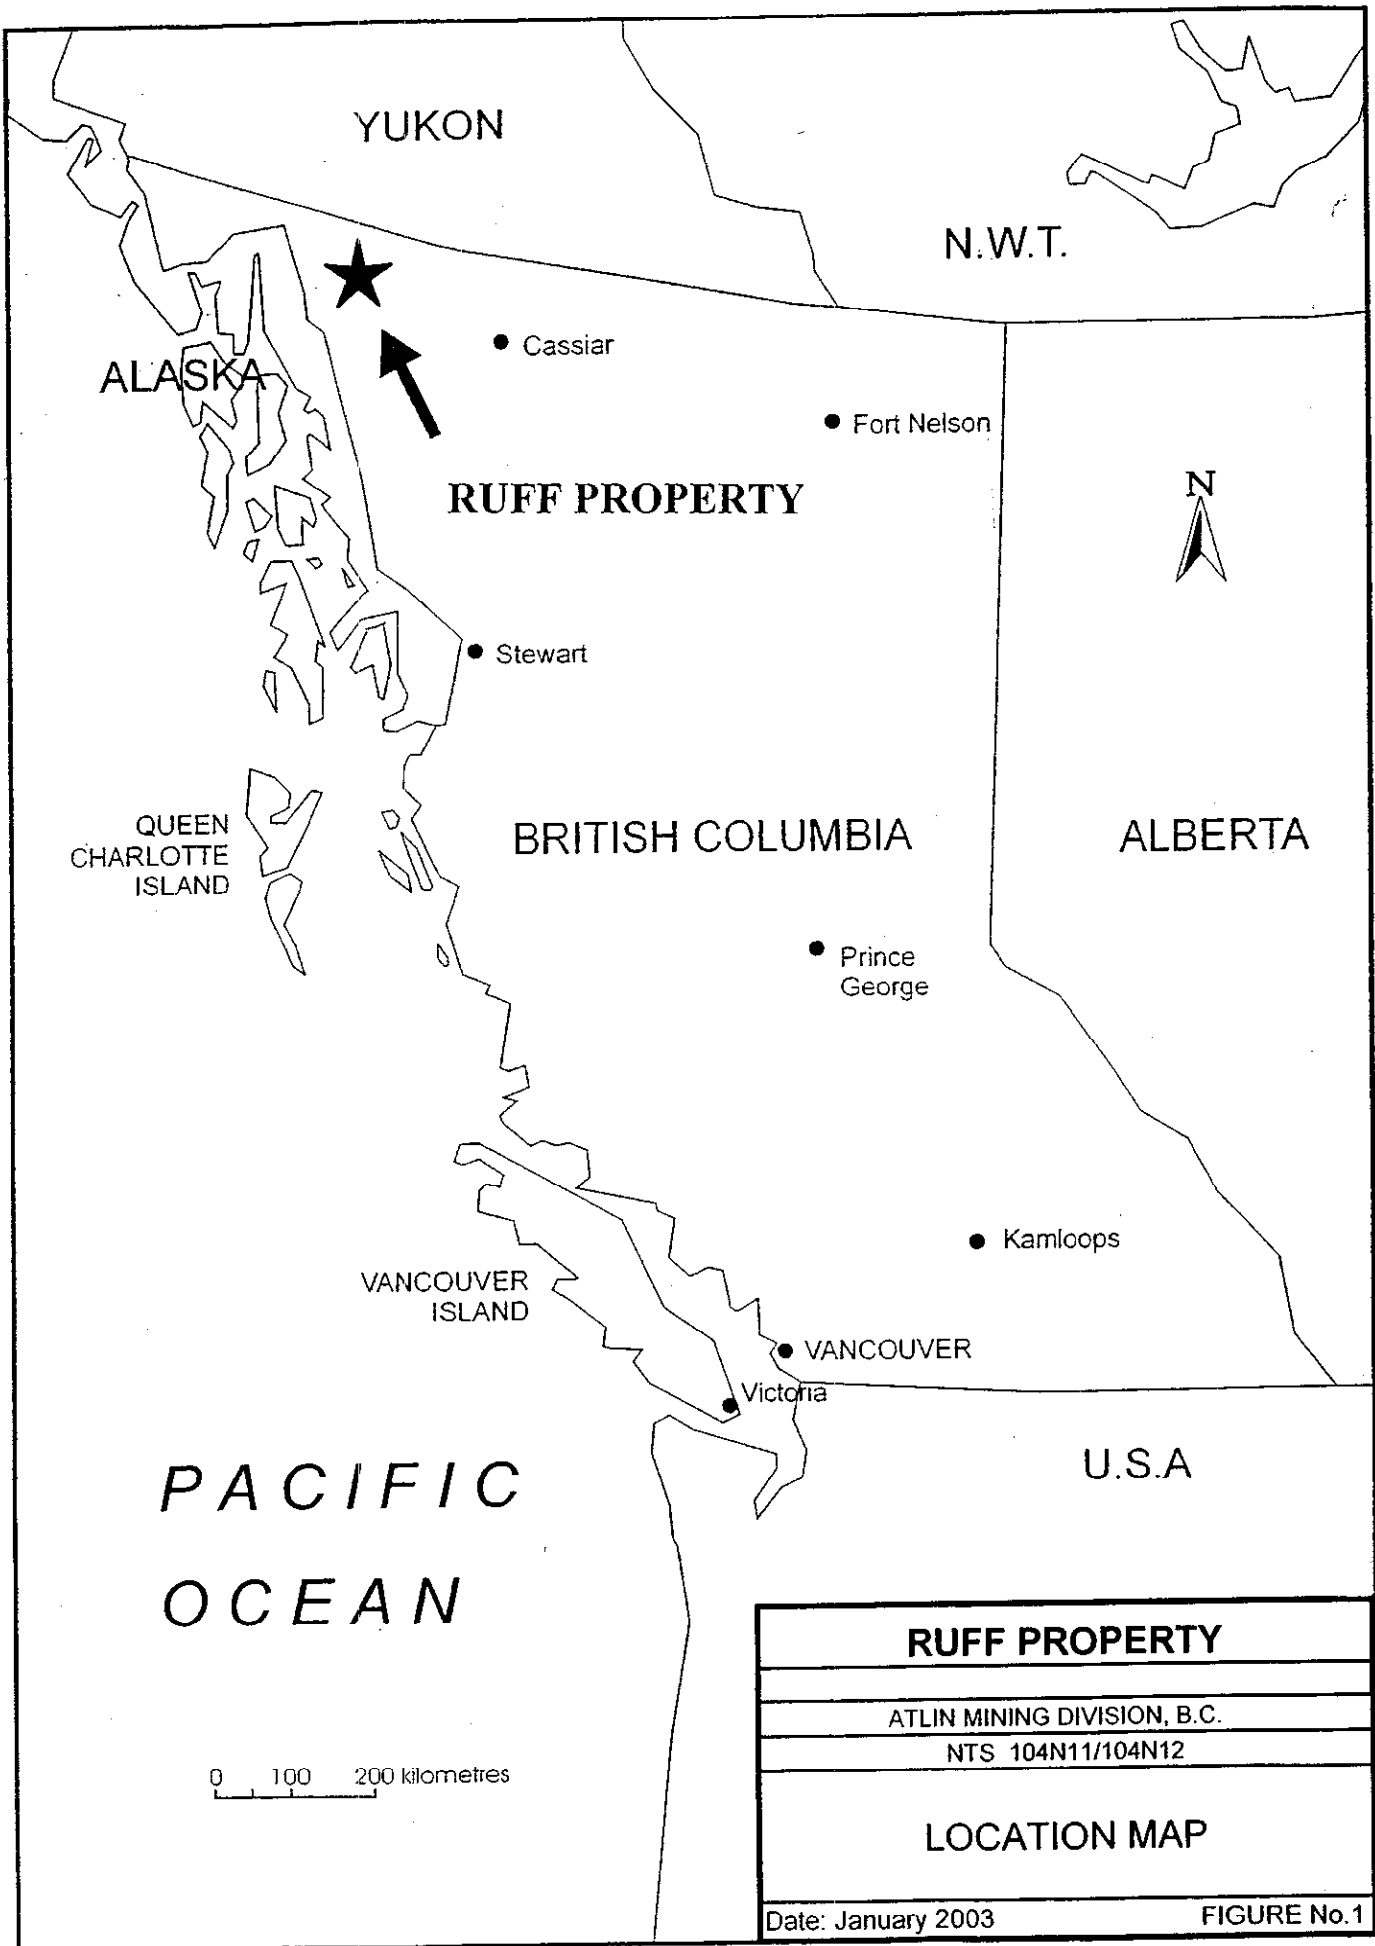 YUKON
N.W.T.
Cassiar
ALASKA
Fort Nelson
RUFF PROPERTY
N
Stewart
QUEEN
CHARLOTTE
ISLAND
BRITISH COLUMBIA
ALBERTA
Prince
George
Kamloops
VANCOUVER
ISLAND
VANCOUVER
Victoria
U.S.A
PACIFIC
OCEAN
0 100 200 kilometres
RUFF PROPERTY
ATLIN MINING DIVISION, B.C.
NTS 104N11/104N12
LOCATION MAP
Date: January 2003 FIGURE No.1